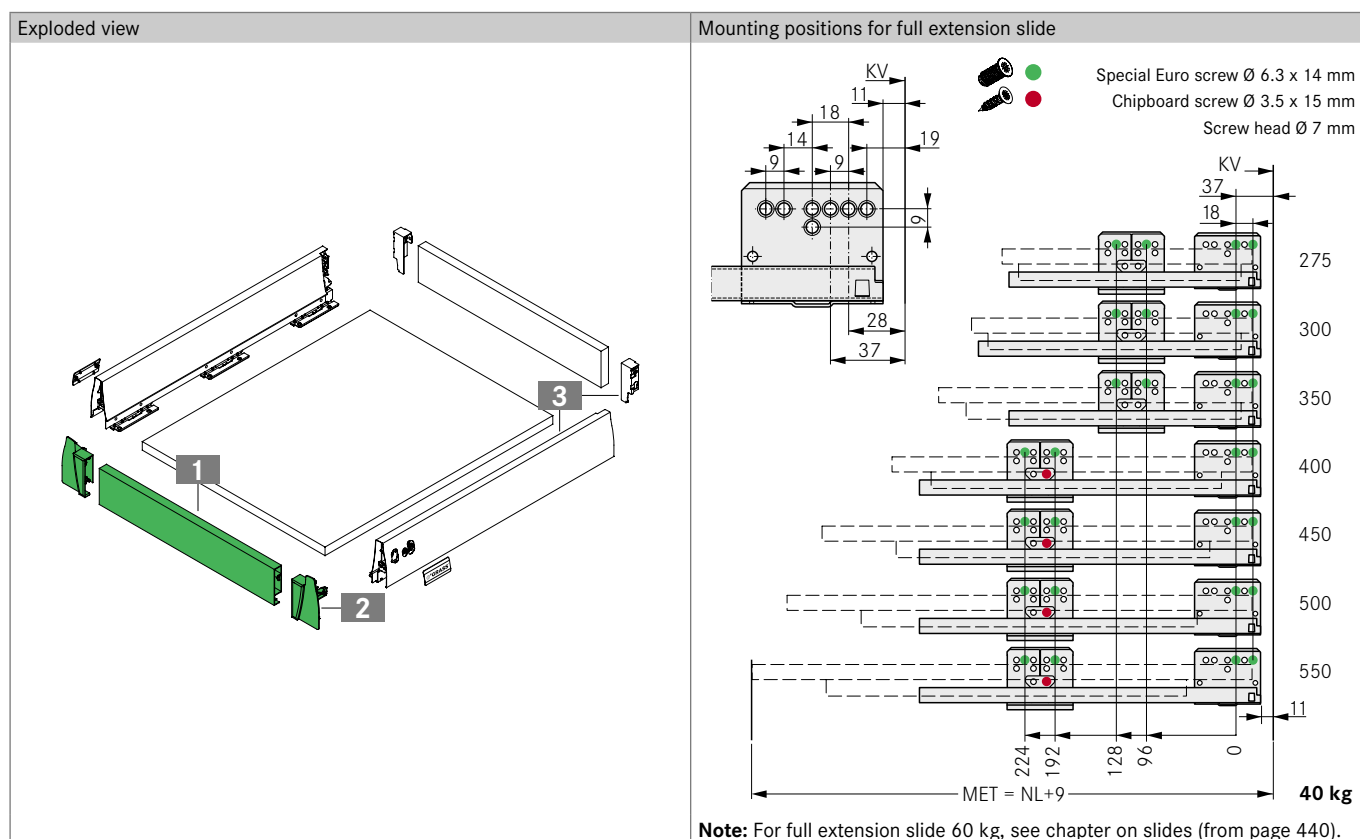 Exploded view
1
2
3
Mounting positions for full extension slide
Special Euro screw Ø 6.3 x 14 mm
Chipboard screw Ø 3.5 x 15 mm
Screw head Ø 7 mm
KV
11
18
14
19
9
9
9
28
37
KV
37
18
275
300
350
400
450
500
550
11
224
192
128
96
0
MET = NL+9
40 kg
Note: For full extension slide 60 kg, see chapter on slides (from page 440).